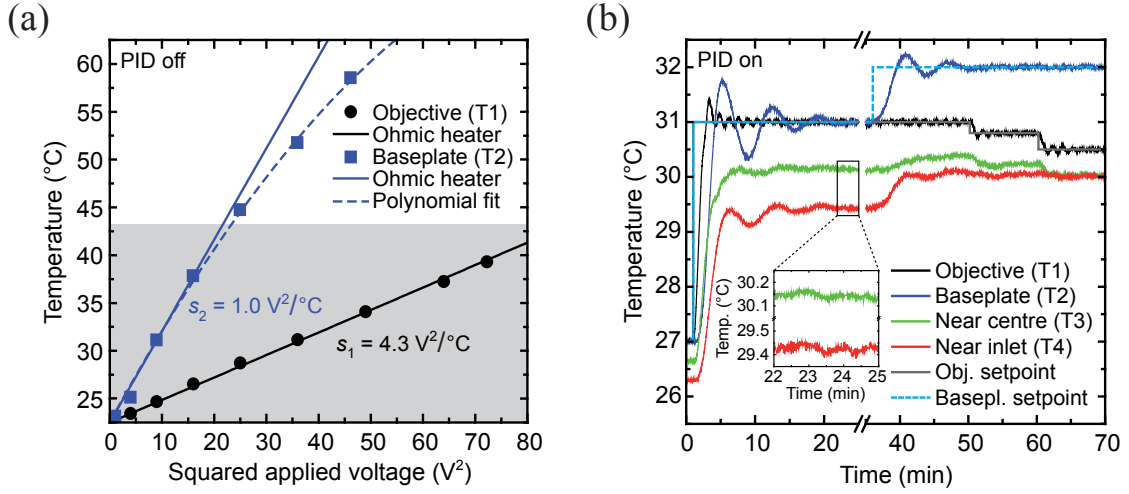 (a)
PID off
Temperature (°C)
60
55
50
45
40
35
30
25
Objective (T1)
Ohmic heater
Baseplate (T2)
Ohmic heater
Polynomial fit
s₂ = 1.0 V²/°C
s₁ = 4.3 V²/°C
0 10 20 30 40 50 60 70 80
Squared applied voltage (V²)
(b)
PID on
Temperature (°C)
32
31
30
29
28
27
26
30.2
30.1
29.5
29.4
Temp. (°C)
22 23 24 25
Time (min)
Objective (T1)
Baseplate (T2)
Near centre (T3)
Near inlet (T4)
Obj. setpoint
Basepl. setpoint
0 10 20 40 50 60 70
Time (min)